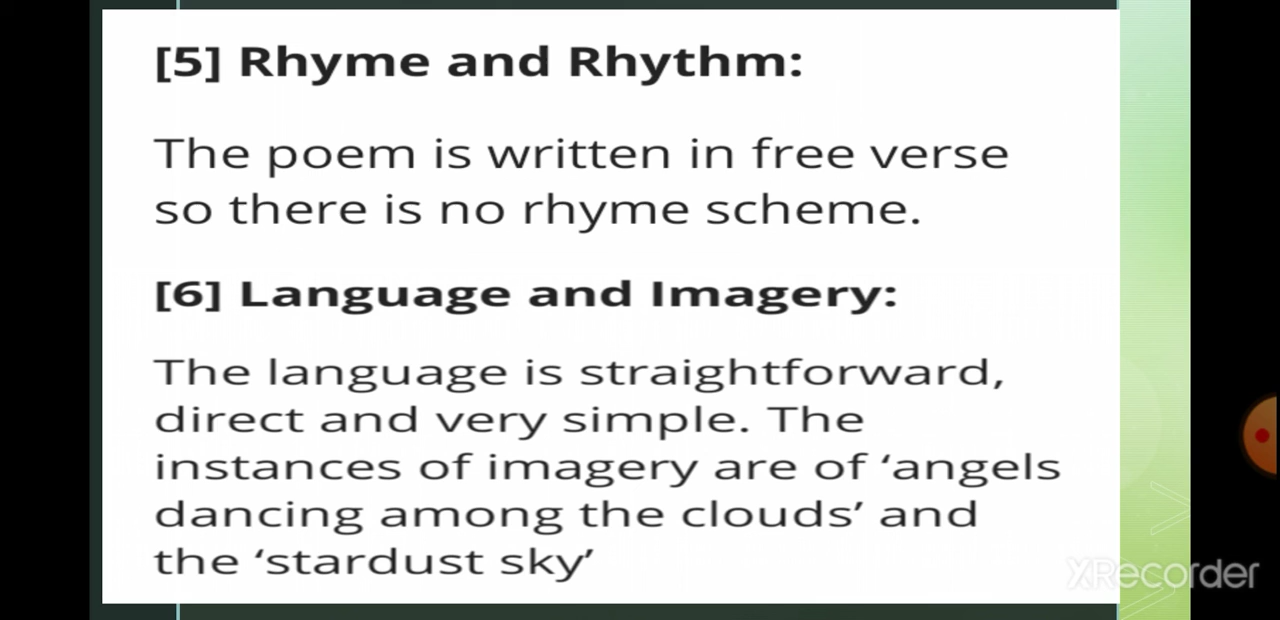 [5] Rhyme and Rhythm:
The poem is written in free verse
so there is no rhyme scheme.
[6] Language and Imagery:
The language is straightforward,
direct and very simple. The
instances of imagery are of ‘angels
dancing among the clouds’ and
the ‘stardust sky’
XRecorder